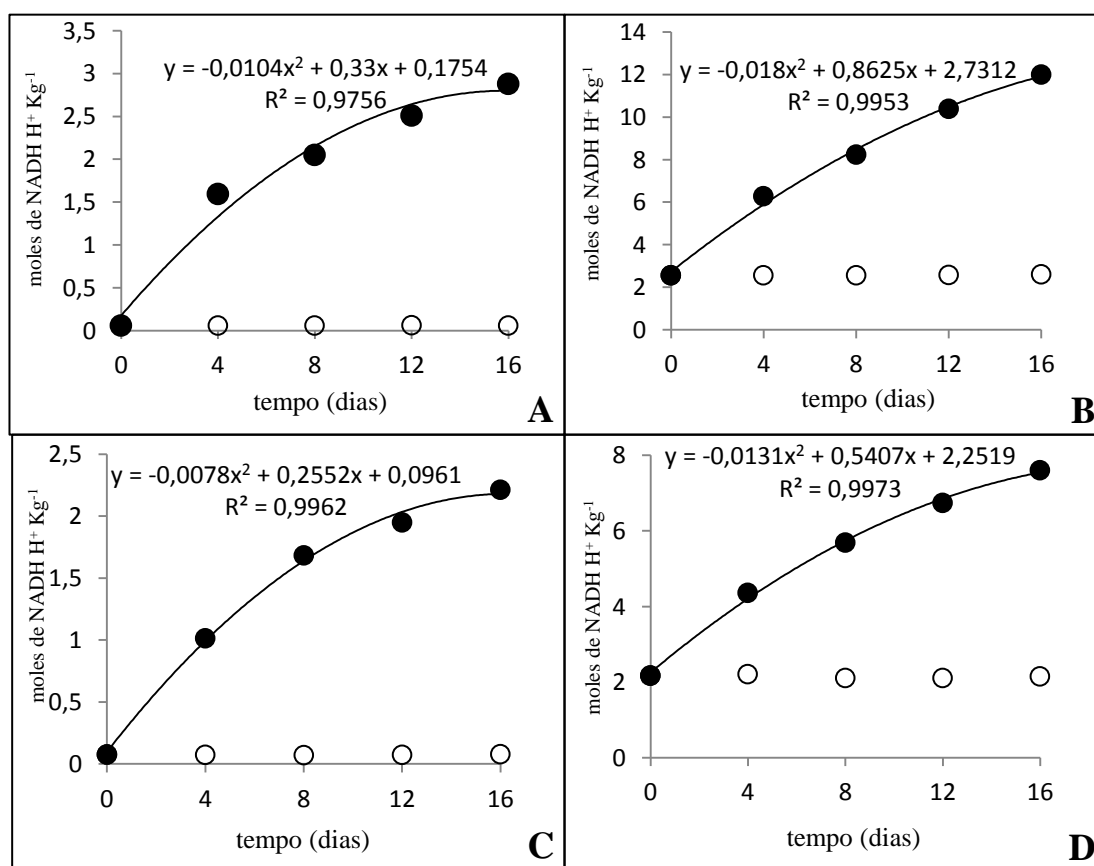 y = -0,0104x² + 0,33x + 0,1754
R² = 0,9756
moles de NADH H⁺ Kg⁻¹
3,5
3
2,5
2
1,5
1
0,5
0
0 4 8 12 16
tempo (dias)
A
y = -0,018x² + 0,8625x + 2,7312
R² = 0,9953
moles de NADH H⁺ Kg⁻¹
14
12
10
8
6
4
2
0
0 4 8 12 16
tempo (dias)
B
y = -0,0078x² + 0,2552x + 0,0961
R² = 0,9962
moles de NADH H⁺ Kg⁻¹
2,5
2
1,5
1
0,5
0
0 4 8 12 16
tempo (dias)
C
y = -0,0131x² + 0,5407x + 2,2519
R² = 0,9973
moles de NADH H⁺ Kg⁻¹
8
6
4
2
0
0 4 8 12 16
tempo (dias)
D